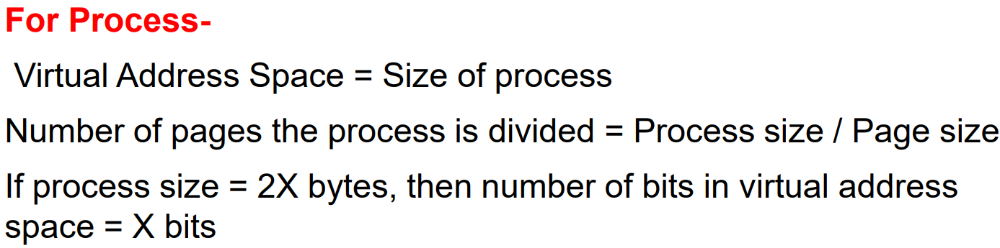 For Process-
Virtual Address Space = Size of process
Number of pages the process is divided = Process size / Page size
If process size = 2X bytes, then number of bits in virtual address
space = X bits